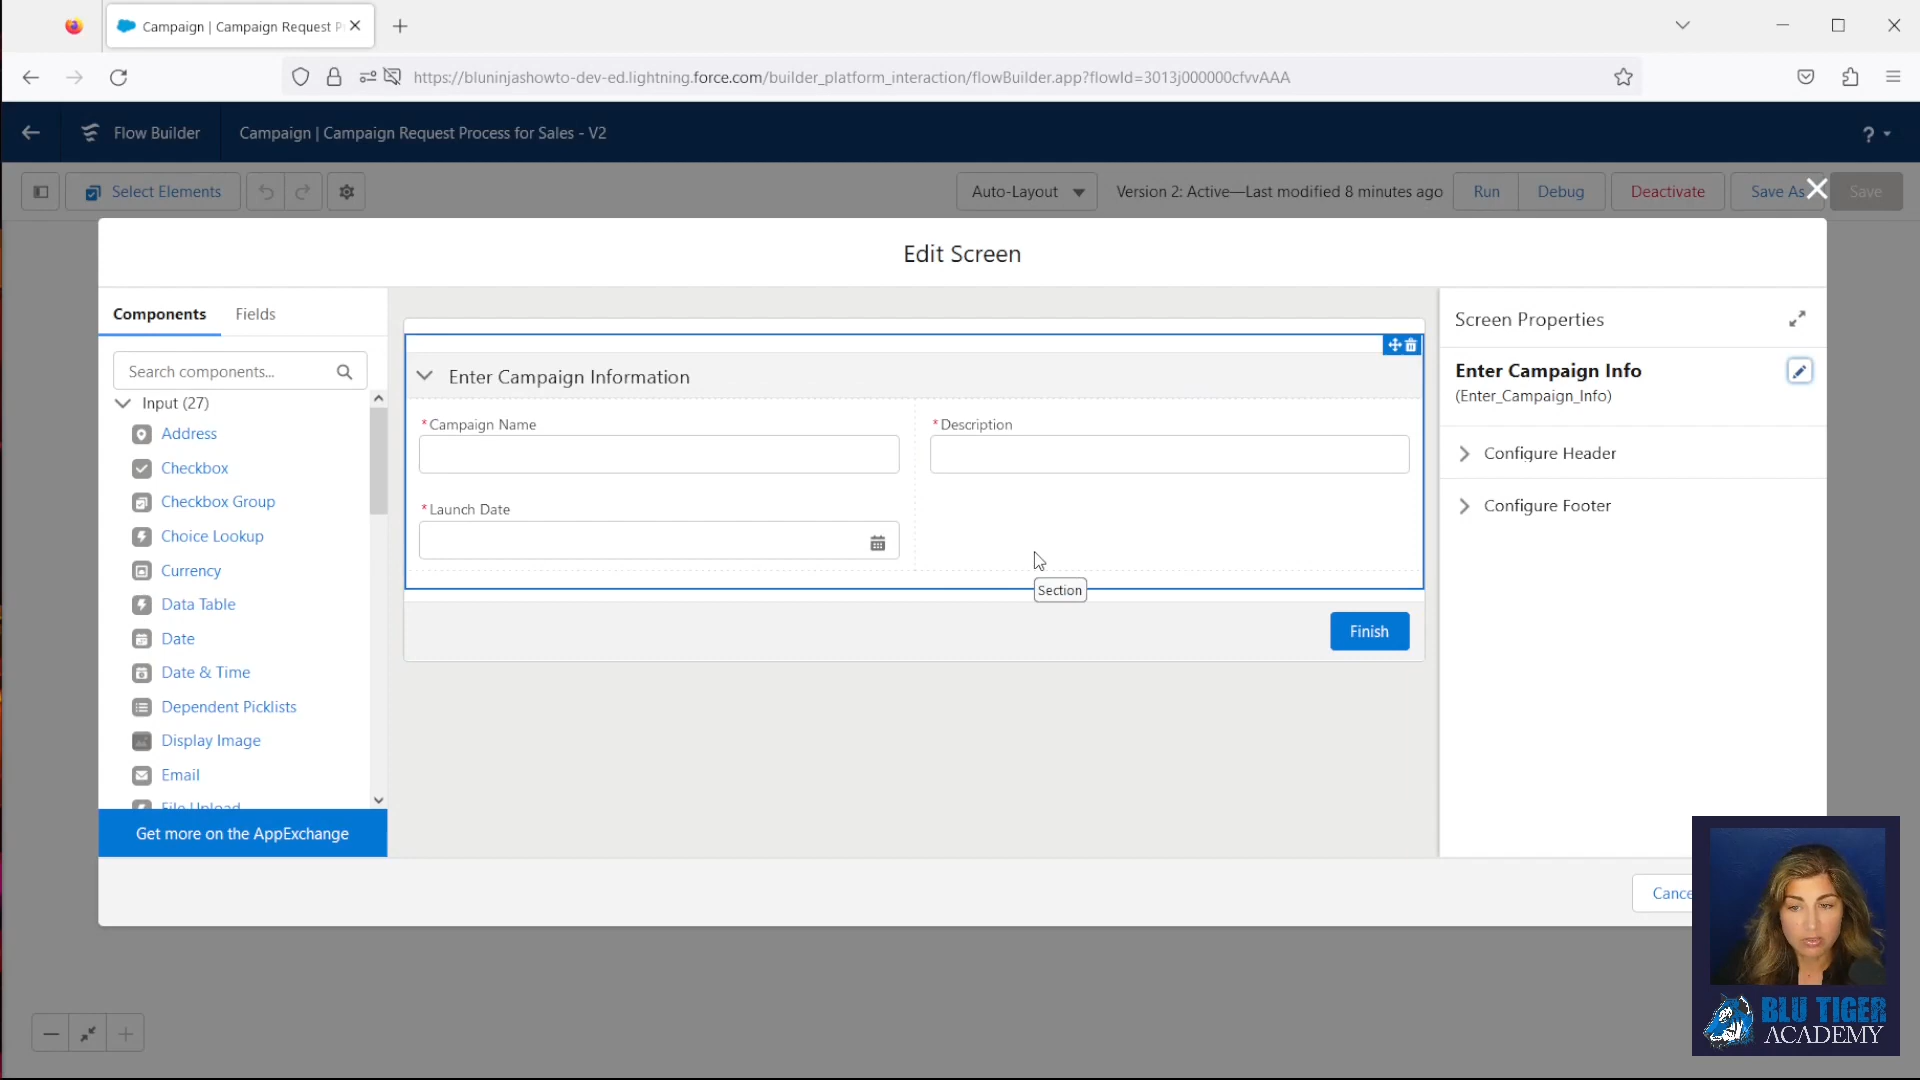 Campaign | Campaign Request P
https://bluninjashowto-dev-ed.lightning.force.com/builder_platform_interaction/flowBuilder.app?flowId=3013j000000cfvvAAA
Flow Builder
Campaign | Campaign Request Process for Sales - V2
?
Select Elements
Auto-Layout
Version 2: Active—Last modified 8 minutes ago
Run
Debug
Deactivate
Save As
Save
Edit Screen
Components
Fields
Search components...
Input (27)
Address
Checkbox
Checkbox Group
Choice Lookup
Currency
Data Table
Date
Date & Time
Dependent Picklists
Display Image
Email
File Upload
Get more on the AppExchange
Enter Campaign Information
*Campaign Name
*Description
*Launch Date
Section
Finish
Screen Properties
Enter Campaign Info
(Enter_Campaign_Info)
Configure Header
Configure Footer
Cance
BLU TIGER
ACADEMY